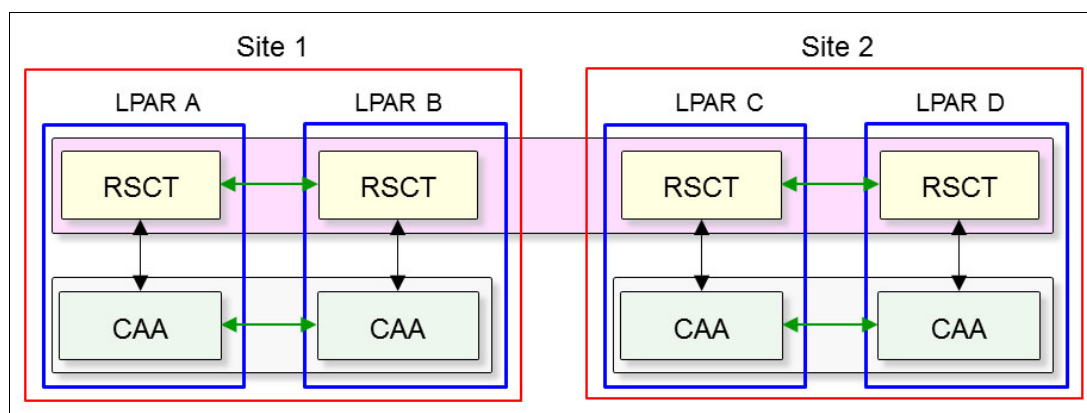 Site 1 Site 2
LPAR A LPAR B LPAR C LPAR D
RSCT RSCT RSCT RSCT
CAA CAA CAA CAA